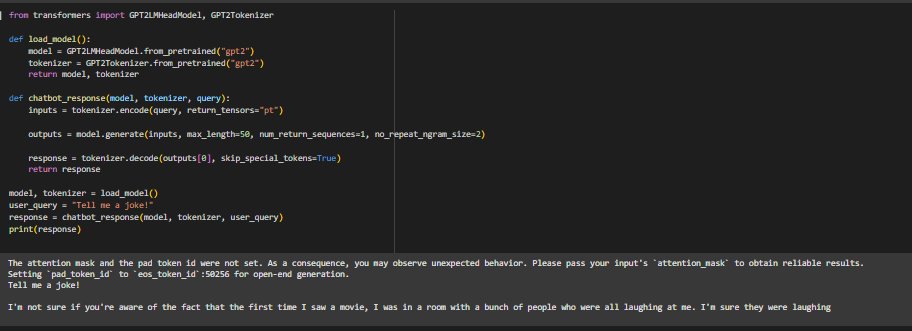 from transformers import GPT2LMHeadModel, GPT2Tokenizer
def load_model():
model = GPT2LMHeadModel.from_pretrained("gpt2")
tokenizer = GPT2Tokenizer.from_pretrained("gpt2")
return model, tokenizer
def chatbot_response(model, tokenizer, query):
inputs = tokenizer.encode(query, return_tensors="pt")
outputs = model.generate(inputs, max_length=50, num_return_sequences=1, no_repeat_ngram_size=2)
response = tokenizer.decode(outputs[0], skip_special_tokens=True)
return response
model, tokenizer = load_model()
user_query = "Tell me a joke!"
response = chatbot_response(model, tokenizer, user_query)
print(response)
The attention mask and the pad token id were not set. As a consequence, you may observe unexpected behavior. Please pass your input's `attention_mask` to obtain reliable results.
Setting `pad_token_id` to `eos_token_id`:50256 for open-end generation.
Tell me a joke!
I'm not sure if you're aware of the fact that the first time I saw a movie, I was in a room with a bunch of people who were all laughing at me. I'm sure they were laughing